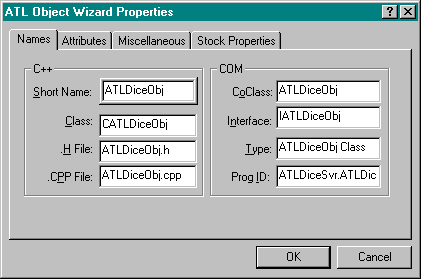 ATL Object Wizard Properties
Names Attributes Miscellaneous Stock Properties
C++
Short Name: ATLDiceObj
Class: CATLDiceObj
.H File: ATLDiceObj.h
.CPP File: ATLDiceObj.cpp
COM
CoClass: ATLDiceObj
Interface: IATLDiceObj
Type: ATLDiceObj Class
Prog ID: ATLDiceSvr.ATLDic
OK Cancel